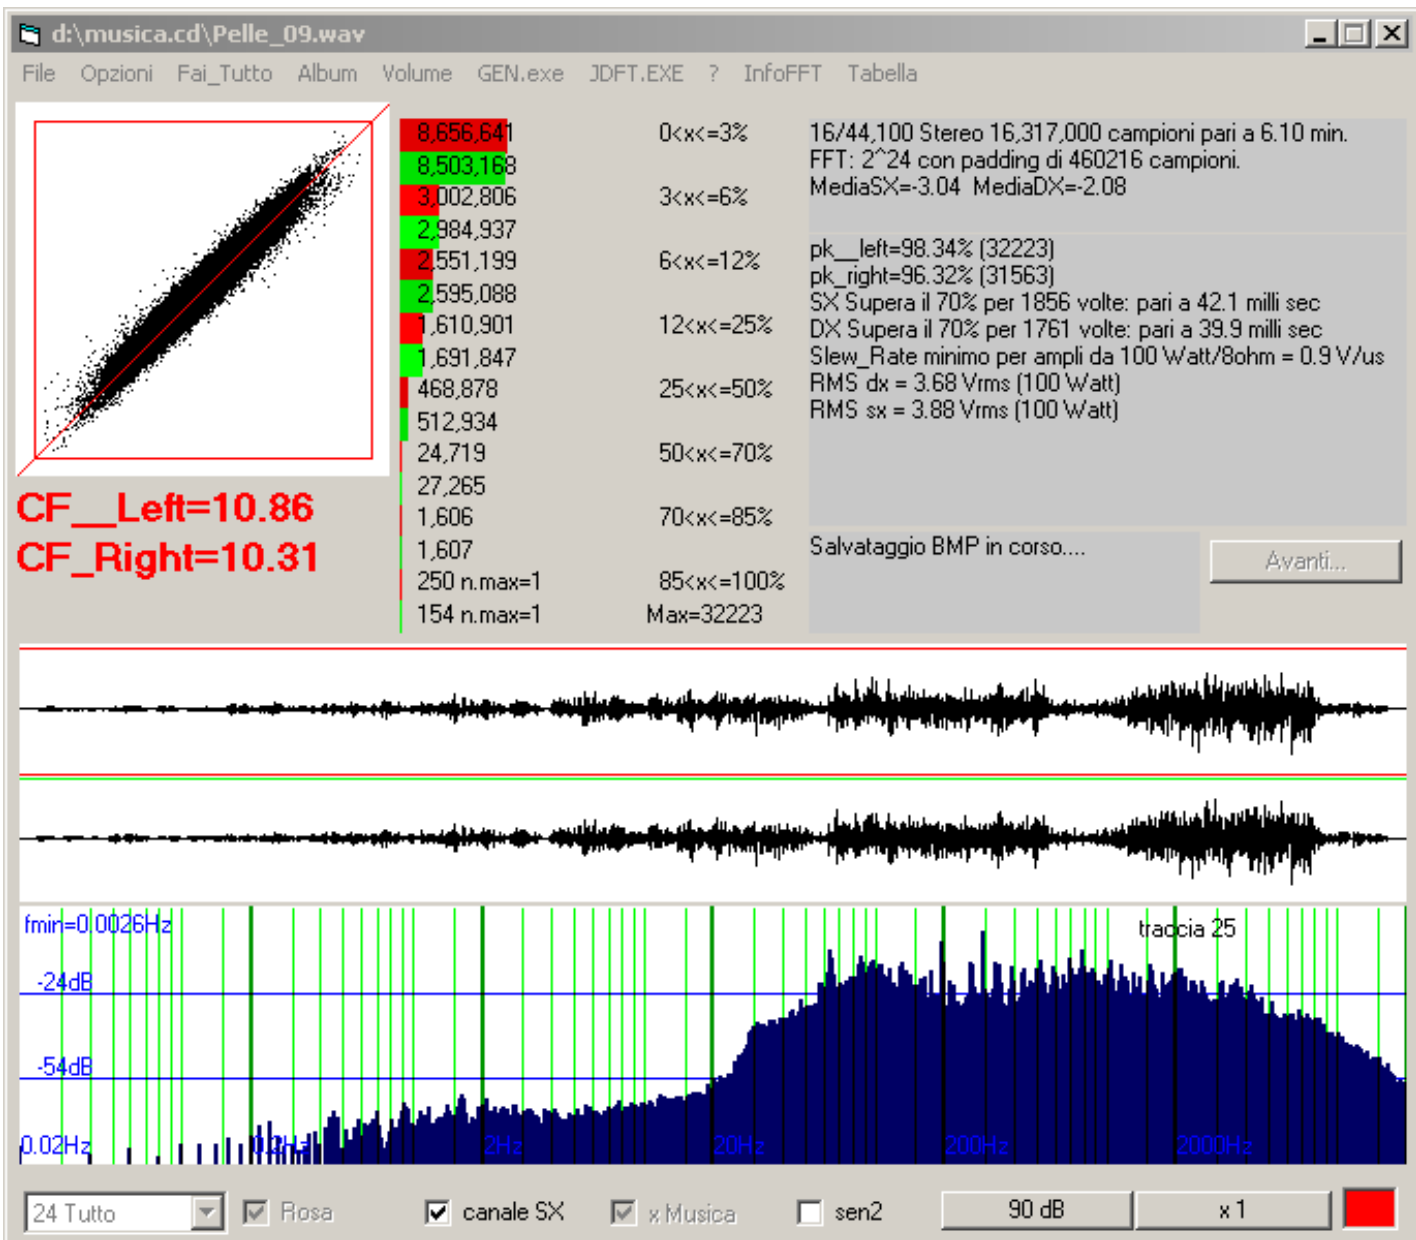 d:\musica.cd\Pelle_09.wav
File Opzioni Fai_Tutto Album Volume GEN.exe JDFT.EXE ? InfoFFT Tabella
8,656,641 0<x<=3%
8,503,168
3,002,806 3<x<=6%
2,984,937
2,551,199 6<x<=12%
2,595,088
1,610,901 12<x<=25%
1,691,847
468,878 25<x<=50%
512,934
24,719 50<x<=70%
27,265
1,606 70<x<=85%
1,607
250 n.max=1 85<x<=100%
154 n.max=1 Max=32223
16/44,100 Stereo 16,317,000 campioni pari a 6.10 min.
FFT: 2^24 con padding di 460216 campioni.
MediaSX=-3.04 MediaDX=-2.08
pk__left=98.34% (32223)
pk_right=96.32% (31563)
SX Supera il 70% per 1856 volte: pari a 42.1 milli sec
DX Supera il 70% per 1761 volte: pari a 39.9 milli sec
Slew_Rate minimo per ampli da 100 Watt/8ohm = 0.9 V/us
RMS dx = 3.68 Vrms (100 Watt)
RMS sx = 3.88 Vrms (100 Watt)
CF__Left=10.86
CF_Right=10.31
Salvataggio BMP in corso....
Avanti...
fmin=0.0026Hz
traccia 25
-24dB
-54dB
0.02Hz 0.2Hz 2Hz 20Hz 200Hz 2000Hz
24 Tutto Rosa canale SX x Musica sen2 90 dB x 1